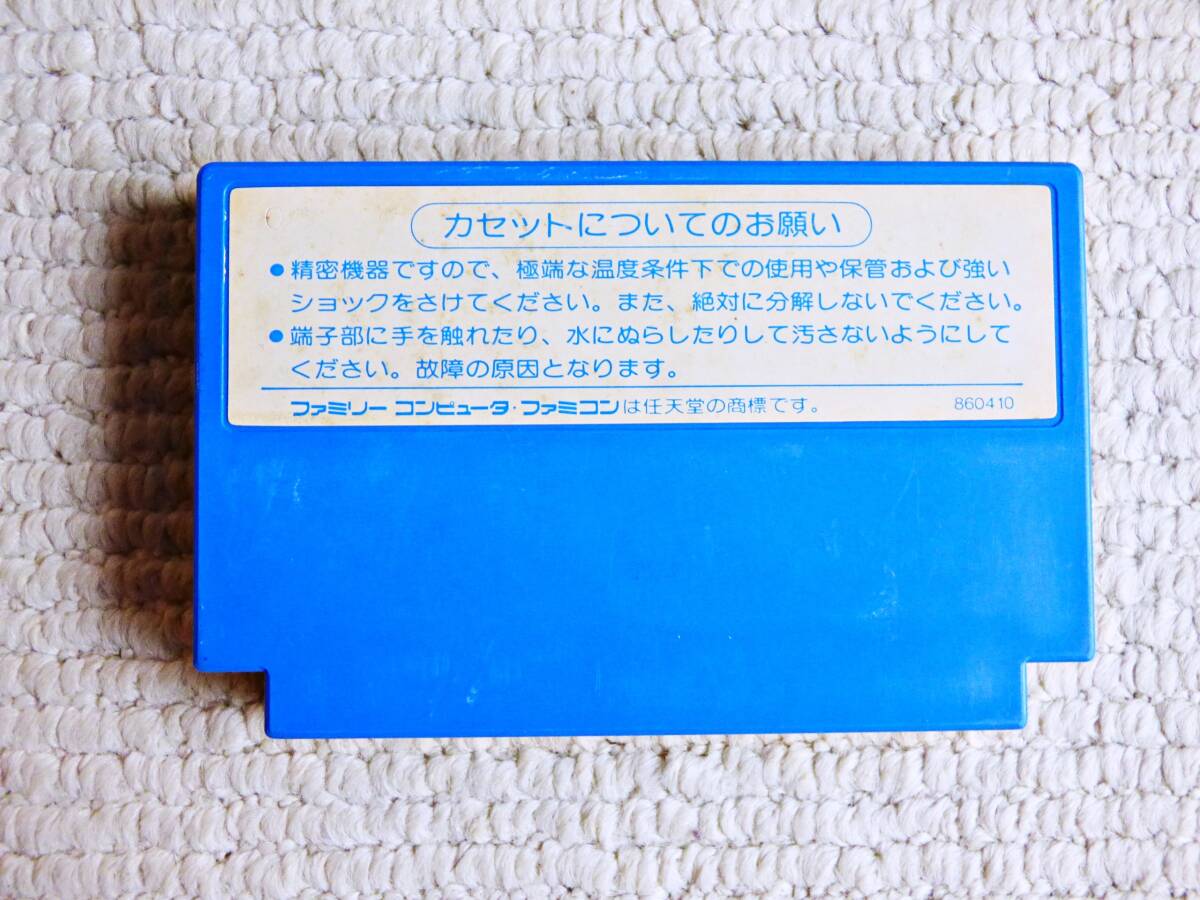 カセットについてのお願い
●精密機器ですので、極端な温度条件下での使用や保管および強い
ショックをさけてください。また、絶対に分解しないでください。
●端子部に手を触れたり、水にぬらしたりして汚さないようにして
ください。故障の原因となります。
ファミリー コンピュータ・ファミコンは任天堂の商標です。 860410